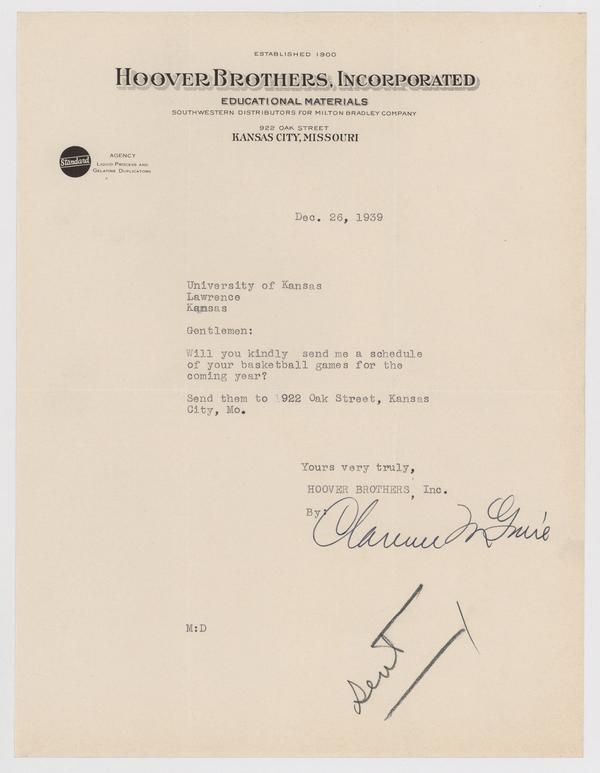 ESTABLISHED 1900
HOOVER BROTHERS, INCORPORATED
EDUCATIONAL MATERIALS
SOUTHWESTERN DISTRIBUTORS FOR MILTON BRADLEY COMPANY
922 OAK STREET
KANSAS CITY, MISSOURI
Standard
AGENCY
LIQUID PROCESS AND
GELATINE DUPLICATORS
Dec. 26, 1939
University of Kansas
Lawrence
Kansas
Gentlemen:
Will you kindly send me a schedule
of your basketball games for the
coming year?
Send them to 1922 Oak Street, Kansas
City, Mo.
Yours very truly,
HOOVER BROTHERS, Inc.
By:
Clarence McGuire
M:D
Sent